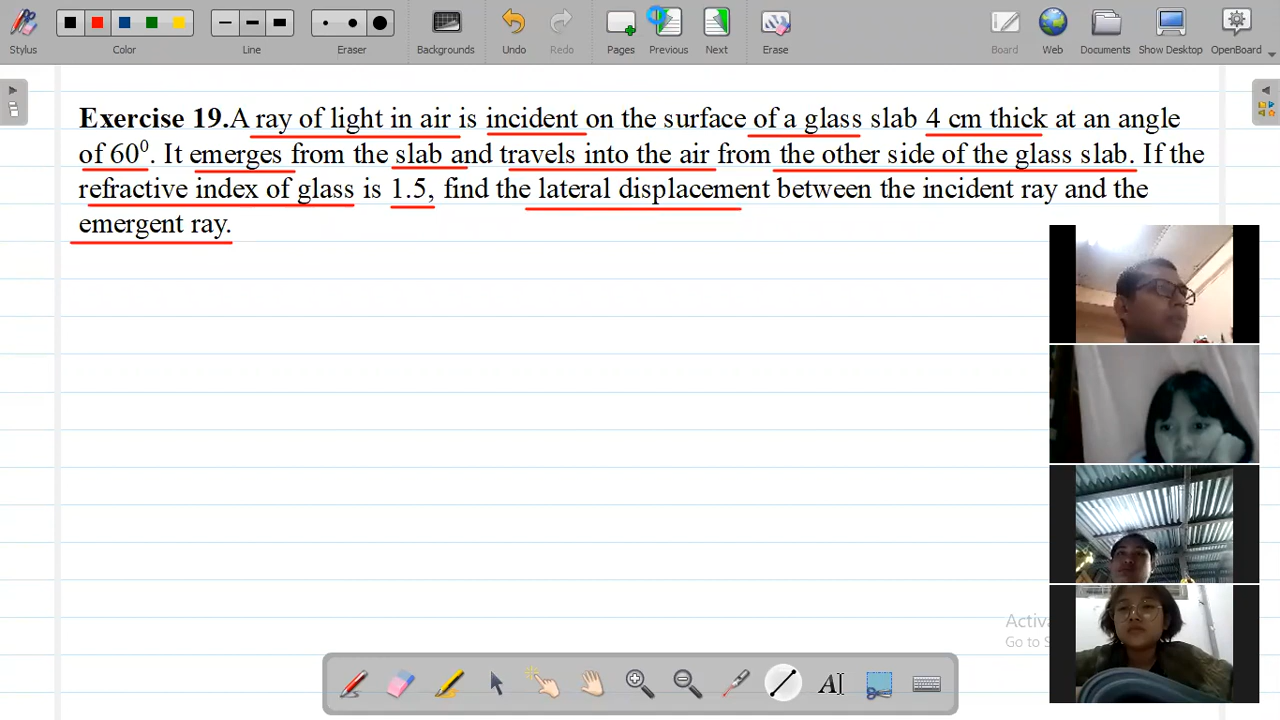 Stylus
Color
Line
Eraser
Backgrounds
Undo
Redo
Pages
Previous
Next
Erase
Board
Web
Documents
Show Desktop
OpenBoard
Exercise 19.A ray of light in air is incident on the surface of a glass slab 4 cm thick at an angle
of 60⁰. It emerges from the slab and travels into the air from the other side of the glass slab. If the
refractive index of glass is 1.5, find the lateral displacement between the incident ray and the
emergent ray.
Go to